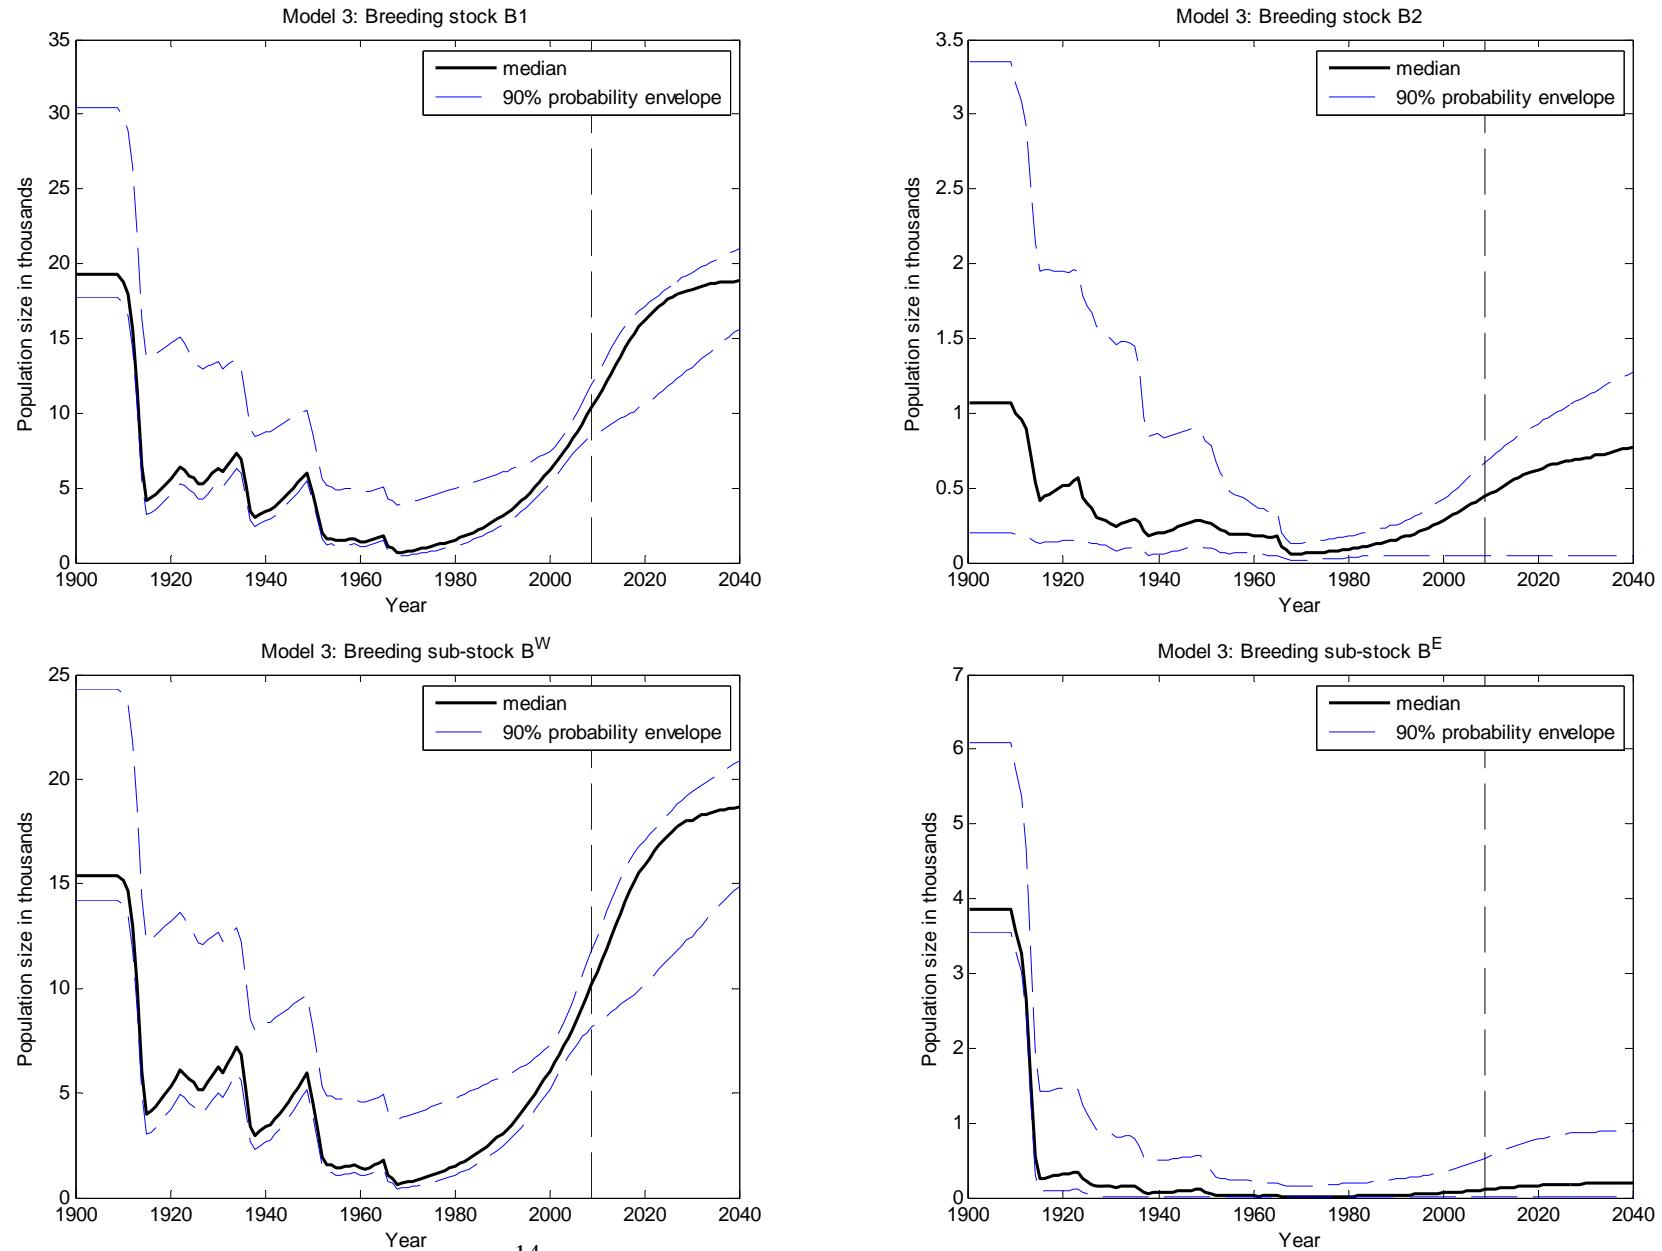 Model 3: Breeding stock B1
35
30
25
20
15
10
5
0
Population size in thousands
median
90% probability envelope
1900 1920 1940 1960 1980 2000 2020 2040
Year
Model 3: Breeding stock B2
3.5
3
2.5
2
1.5
1
0.5
0
Population size in thousands
median
90% probability envelope
1900 1920 1940 1960 1980 2000 2020 2040
Year
Model 3: Breeding sub-stock B^W
25
20
15
10
5
0
Population size in thousands
median
90% probability envelope
1900 1920 1940 1960 1980 2000 2020 2040
Year
Model 3: Breeding sub-stock B^E
7
6
5
4
3
2
1
0
Population size in thousands
median
90% probability envelope
1900 1920 1940 1960 1980 2000 2020 2040
Year